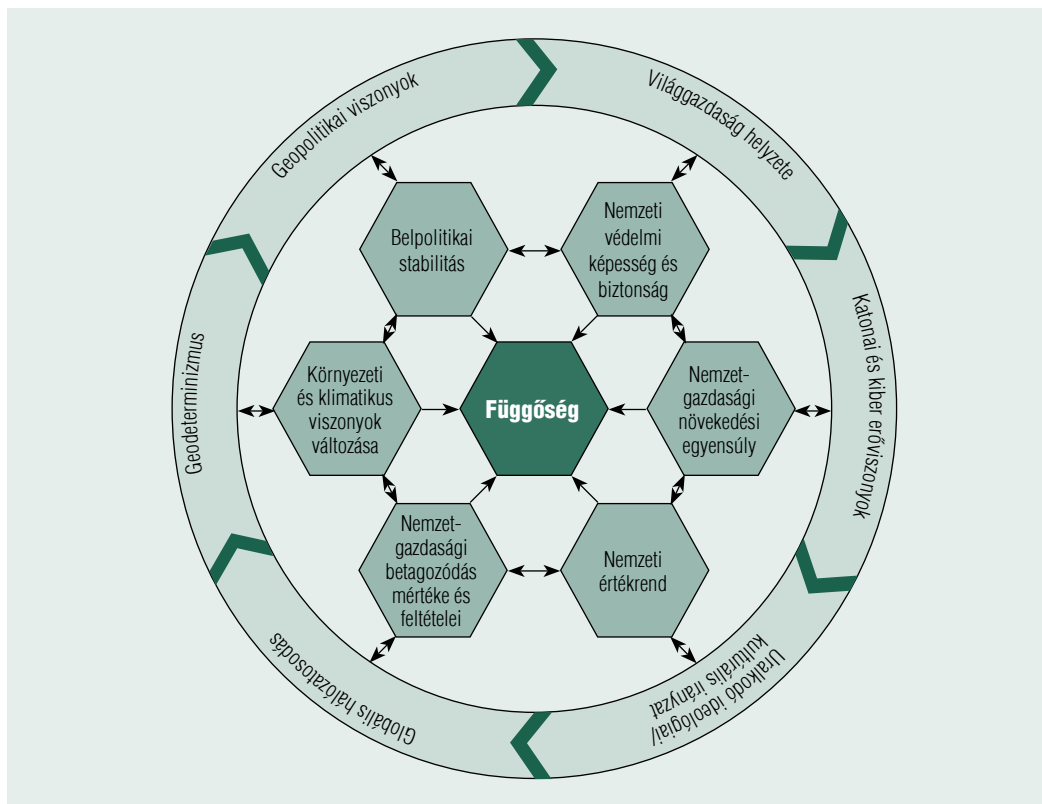 Geopolitikai viszonyok
Világgazdaság helyzete
Katonai és kiber erőviszonyok
Uralkodó ideológiai/
kultúrális irányzat
Globális hálózatosodás
Geodeterminizmus
Belpolitikai
stabilitás
Nemzeti
védelmi
képesség és
biztonság
Környezeti
és klimatikus
viszonyok
változása
Függőség
Nemzet-
gazdasági
növekedési
egyensúly
Nemzet-
gazdasági
betagozódás
mértéke és
feltételei
Nemzeti
értékrend